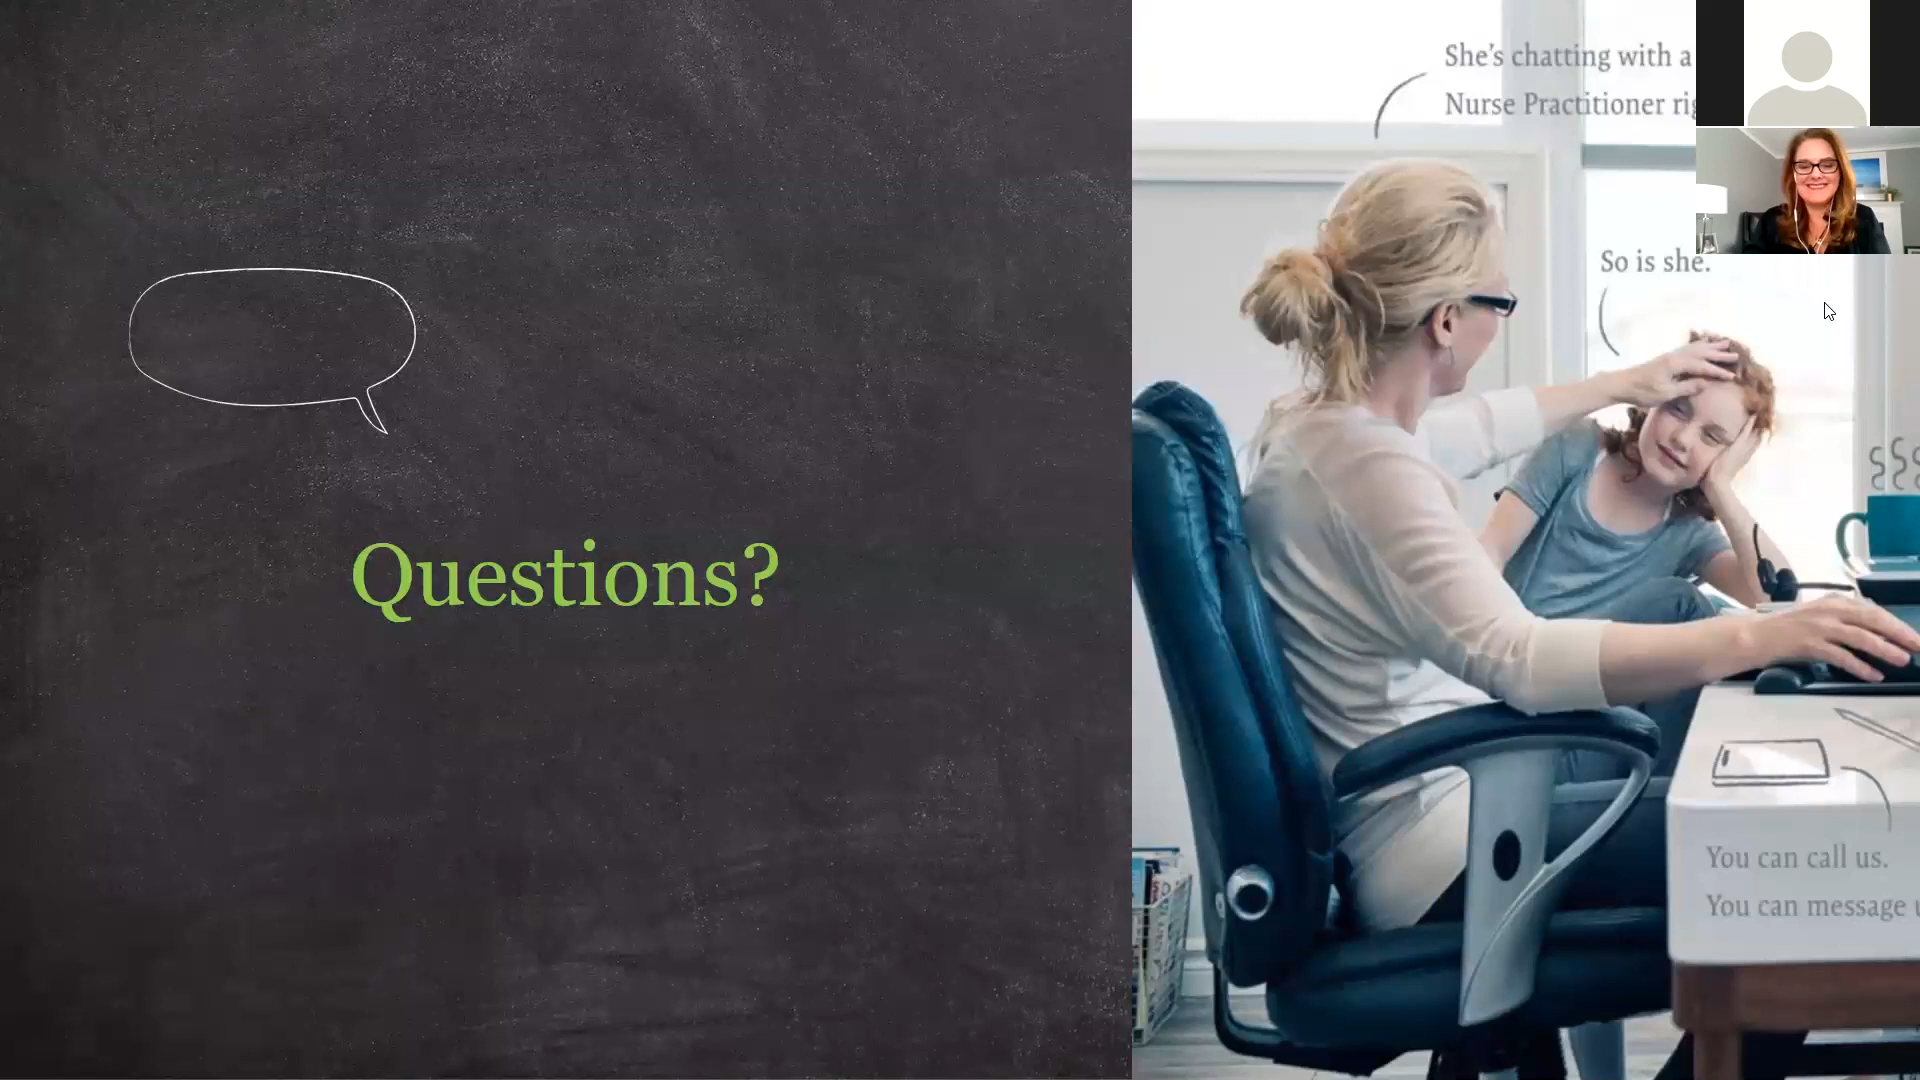 She's chatting with a
Nurse Practitioner
So is she.
Questions?
You can call us.
You can message